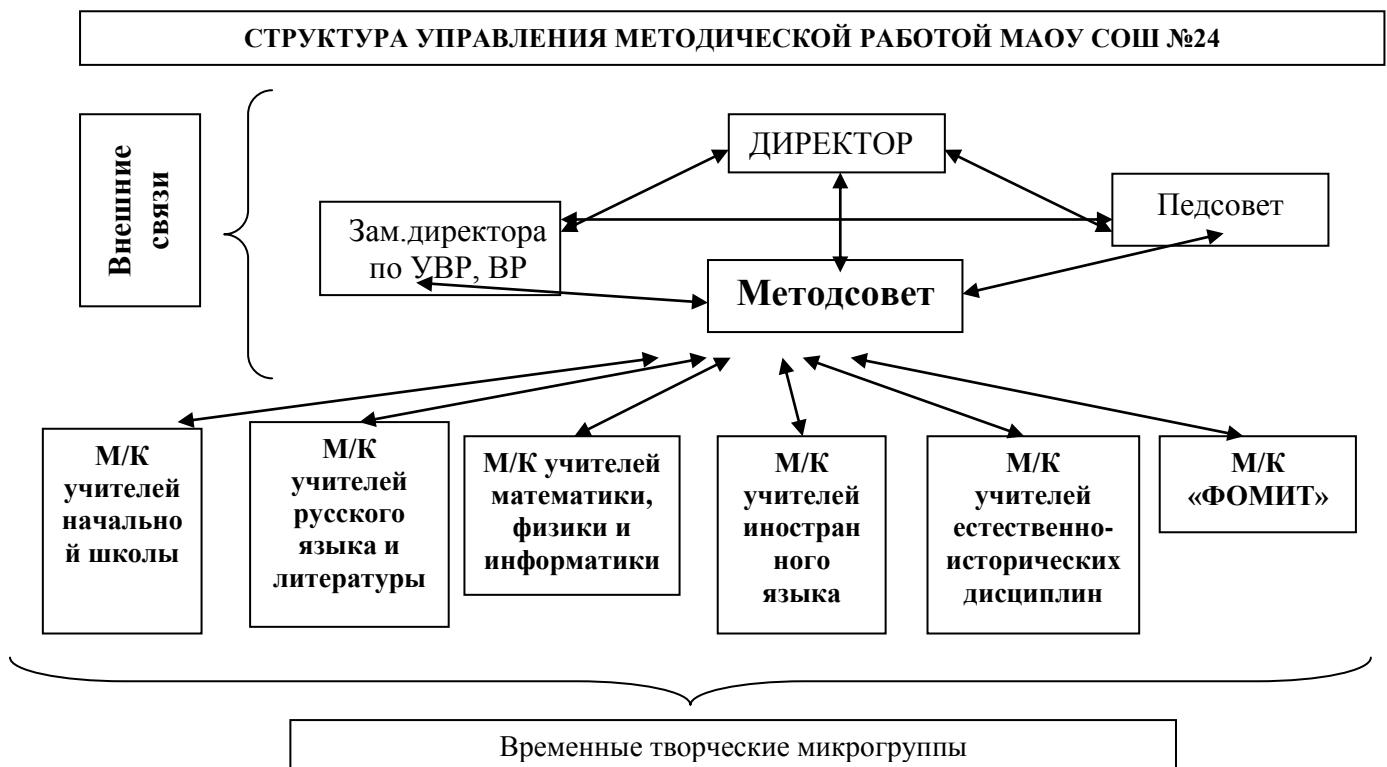 СТРУКТУРА УПРАВЛЕНИЯ МЕТОДИЧЕСКОЙ РАБОТОЙ МАОУ СОШ №24
Внешние
связи
ДИРЕКТОР
Зам.директора
по УВР, ВР
Педсовет
Методсовет
М/К
учителей
начально
й школы
М/К
учителей
русского
языка и
литературы
М/К учителей
математики,
физики и
информатики
М/К
учителей
иностран
ного
языка
М/К
учителей
естественно-
исторических
дисциплин
М/К
«ФОМИТ»
Временные творческие микрогруппы